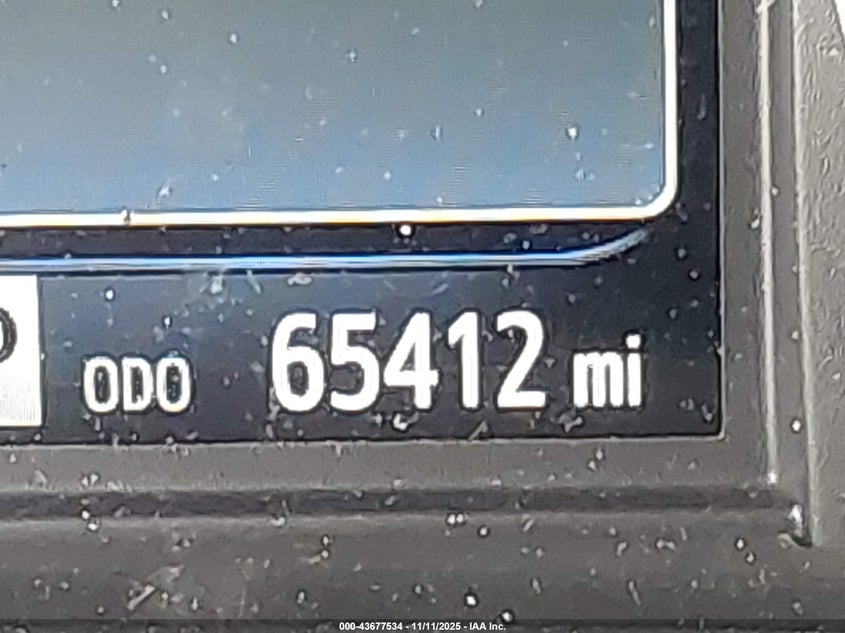 ODO 65412 mi
000-43677534 - 11/11/2025 - IAA Inc.